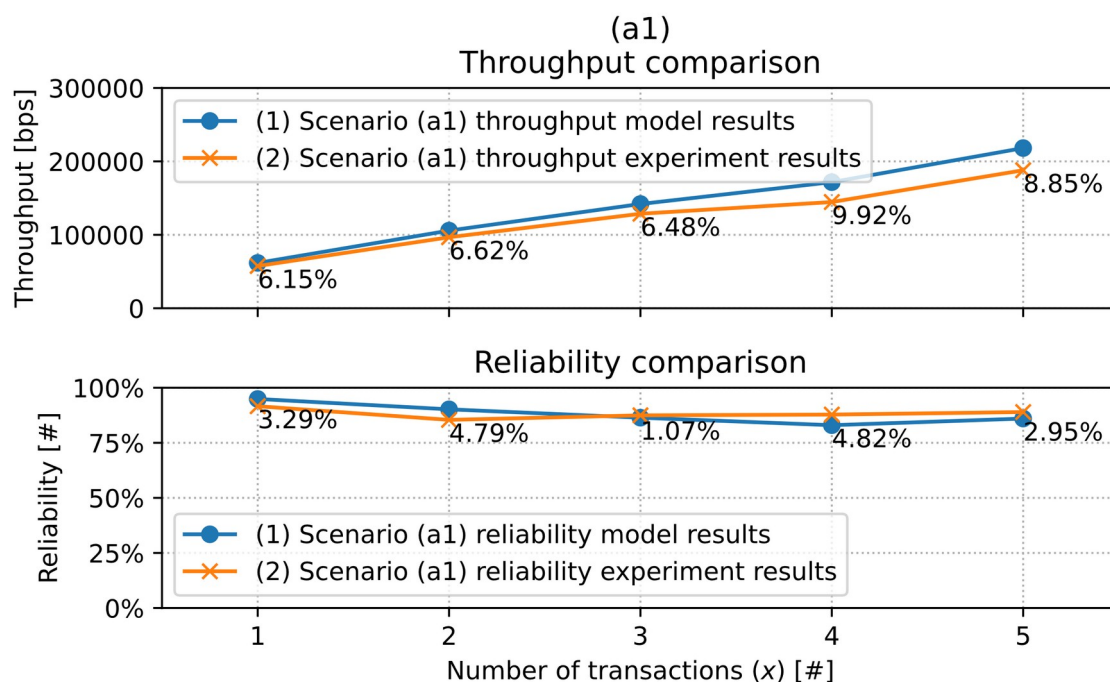 (a1)
Throughput comparison
Throughput [bps]
300000
200000
100000
0
(1) Scenario (a1) throughput model results
(2) Scenario (a1) throughput experiment results
6.15%
6.62%
6.48%
9.92%
8.85%
Reliability comparison
Reliability [#]
100%
75%
50%
25%
0%
3.29%
4.79%
1.07%
4.82%
2.95%
(1) Scenario (a1) reliability model results
(2) Scenario (a1) reliability experiment results
1 2 3 4 5
Number of transactions (x) [#]